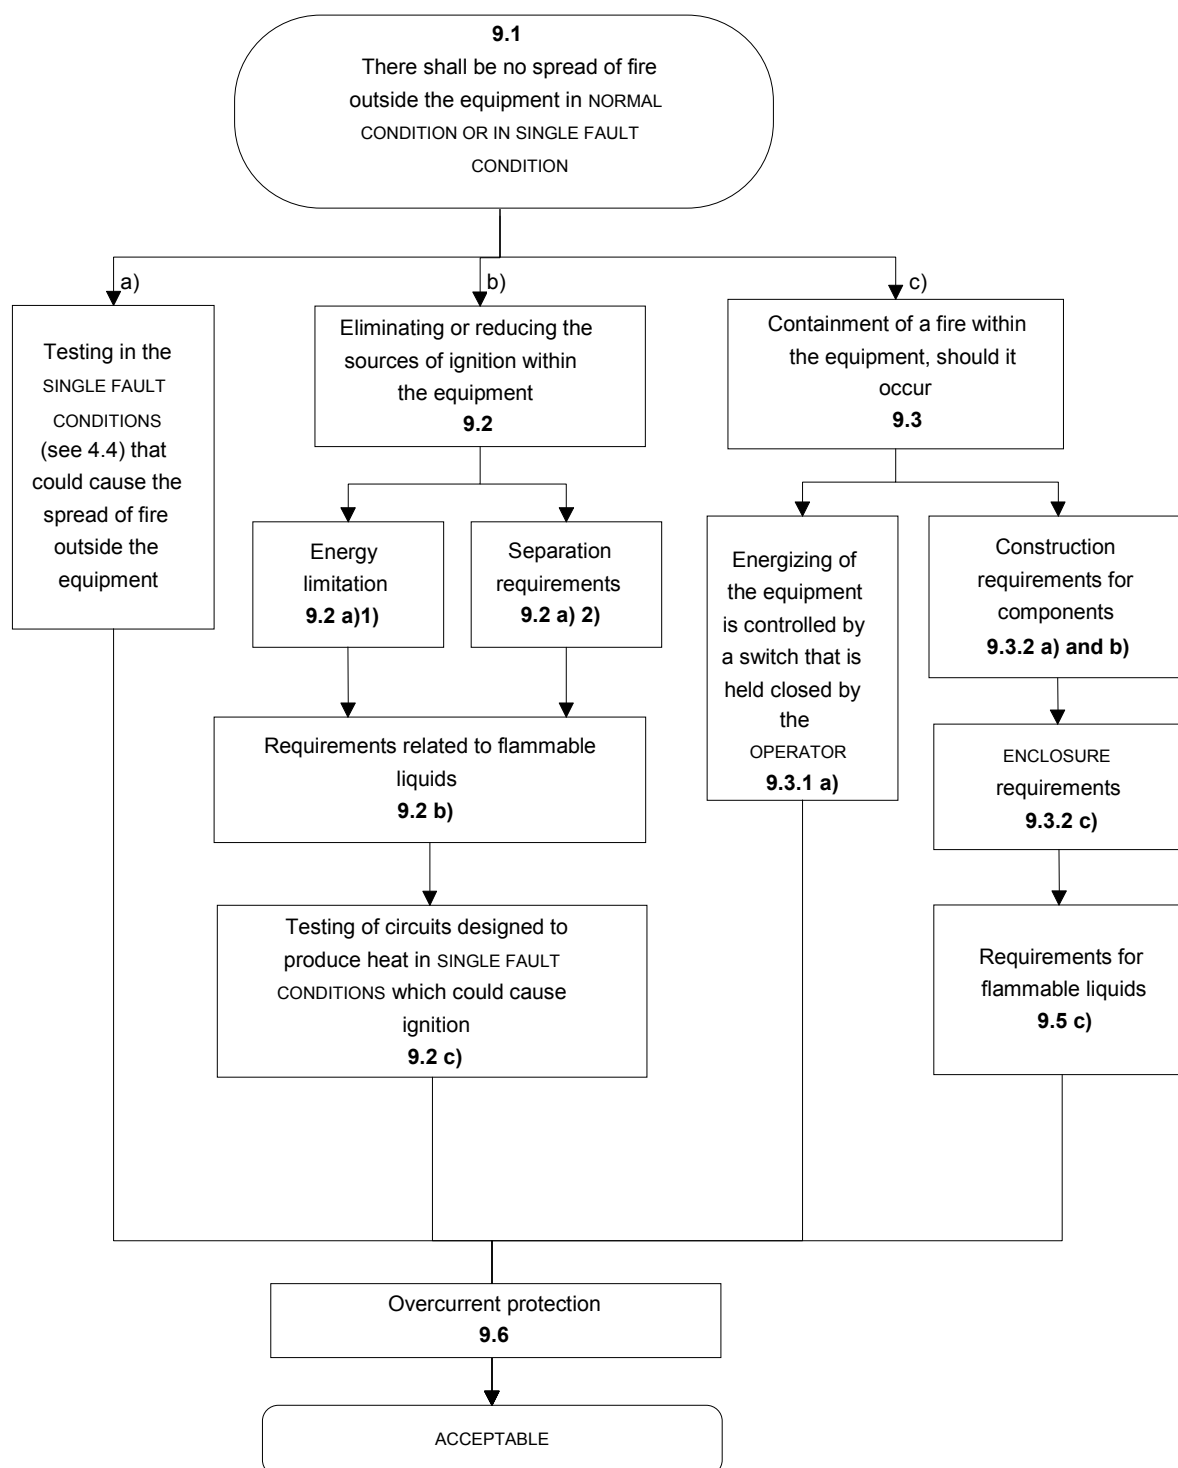 9.1
There shall be no spread of fire
outside the equipment in NORMAL
CONDITION OR IN SINGLE FAULT
CONDITION
a)
b)
c)
Testing in the
SINGLE FAULT
CONDITIONS
(see 4.4) that
could cause the
spread of fire
outside the
equipment
Eliminating or reducing the
sources of ignition within
the equipment
9.2
Containment of a fire within
the equipment, should it
occur
9.3
Energy
limitation
9.2 a)1)
Separation
requirements
9.2 a) 2)
Energizing of
the equipment
is controlled by
a switch that is
held closed by
the
OPERATOR
9.3.1 a)
Construction
requirements for
components
9.3.2 a) and b)
Requirements related to flammable
liquids
9.2 b)
ENCLOSURE
requirements
9.3.2 c)
Testing of circuits designed to
produce heat in SINGLE FAULT
CONDITIONS which could cause
ignition
9.2 c)
Requirements for
flammable liquids
9.5 c)
Overcurrent protection
9.6
ACCEPTABLE